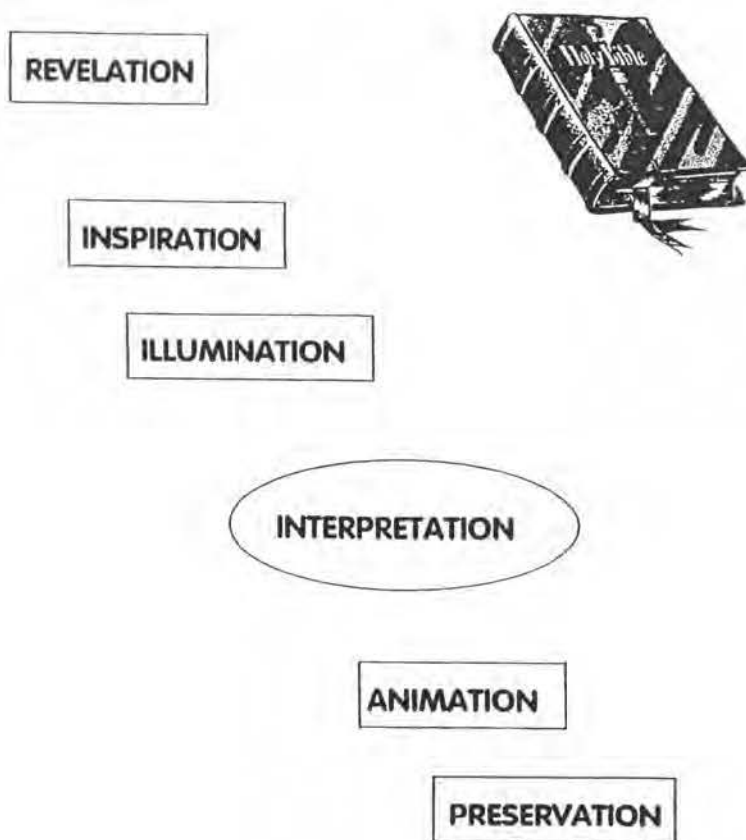 REVELATION
Holy Bible
INSPIRATION
ILLUMINATION
INTERPRETATION
ANIMATION
PRESERVATION